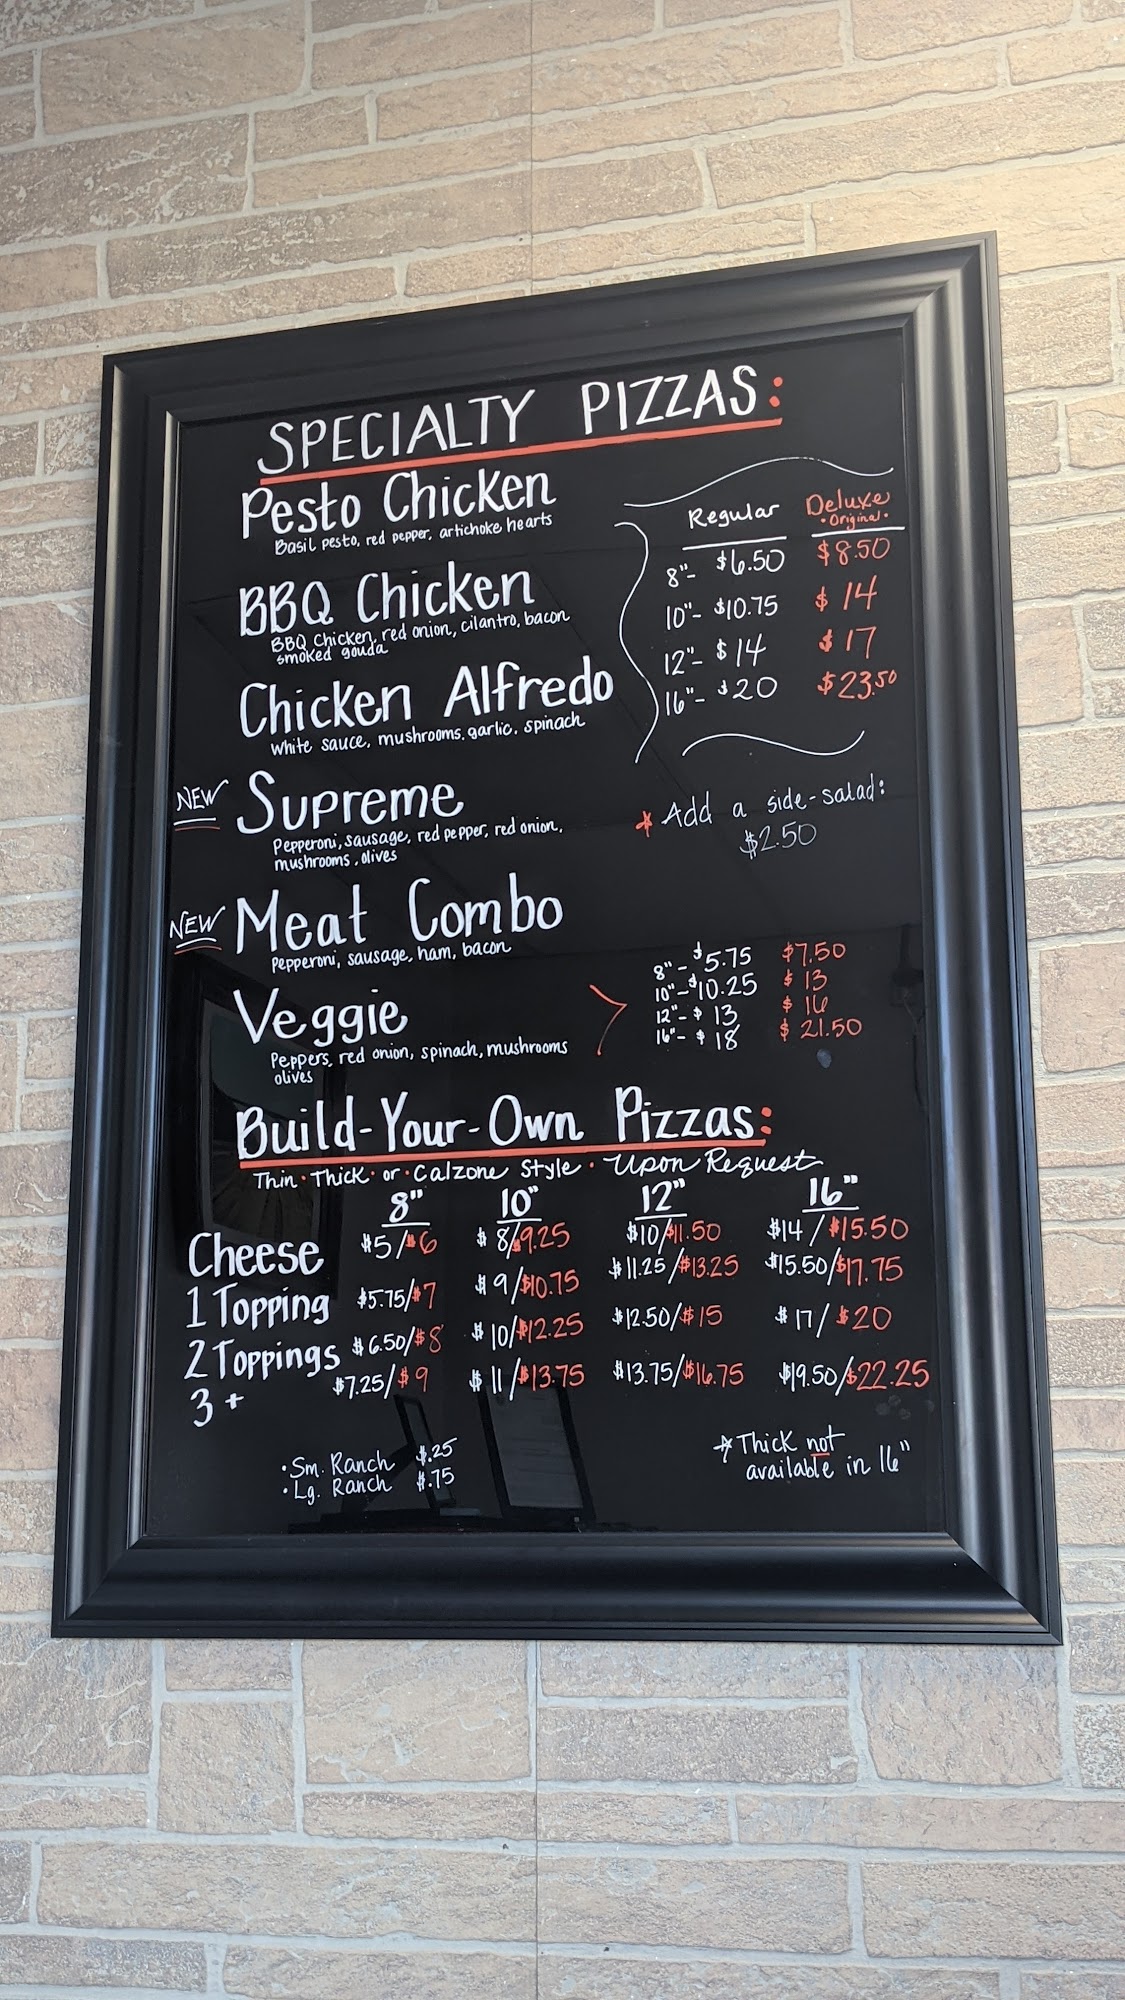 SPECIALTY PIZZAS:
Pesto Chicken
Basil pesto, red pepper, artichoke hearts
BBQ Chicken
BBQ Chicken, red onion, cilantro, bacon
smoked gouda
Chicken Alfredo
White sauce, mushrooms, garlic, spinach
NEW Supreme
Pepperoni, sausage, red pepper, red onion,
mushrooms, olives
NEW Meat Combo
Pepperoni, sausage, ham, bacon
Veggie
Peppers, red onion, spinach, mushrooms
olives
Regular Deluxe
•Original•
8"- $6.50 $8.50
10"- $10.75 $14
12"- $14 $17
16"- $20 $23.50
* Add a side-salad:
$2.50
8"- $5.75 $7.50
10"- $10.25 $13
12"- $13 $16
16"- $18 $21.50
Build-Your-Own Pizzas:
Thin • Thick • or • Calzone Style • Upon Request
8" 10" 12" 16"
Cheese $5/$6 $8/$9.25 $10/$11.50 $14/$15.50
1 Topping $5.75/$7 $9/$10.75 $11.25/$13.25 $15.50/$17.75
2 Toppings $6.50/$8 $10/$12.25 $12.50/$15 $17/$20
3+ $7.25/$9 $11/$13.75 $13.75/$16.75 $19.50/$22.25
• Sm. Ranch $.25
• Lg. Ranch $.75
* Thick not
available in 16"